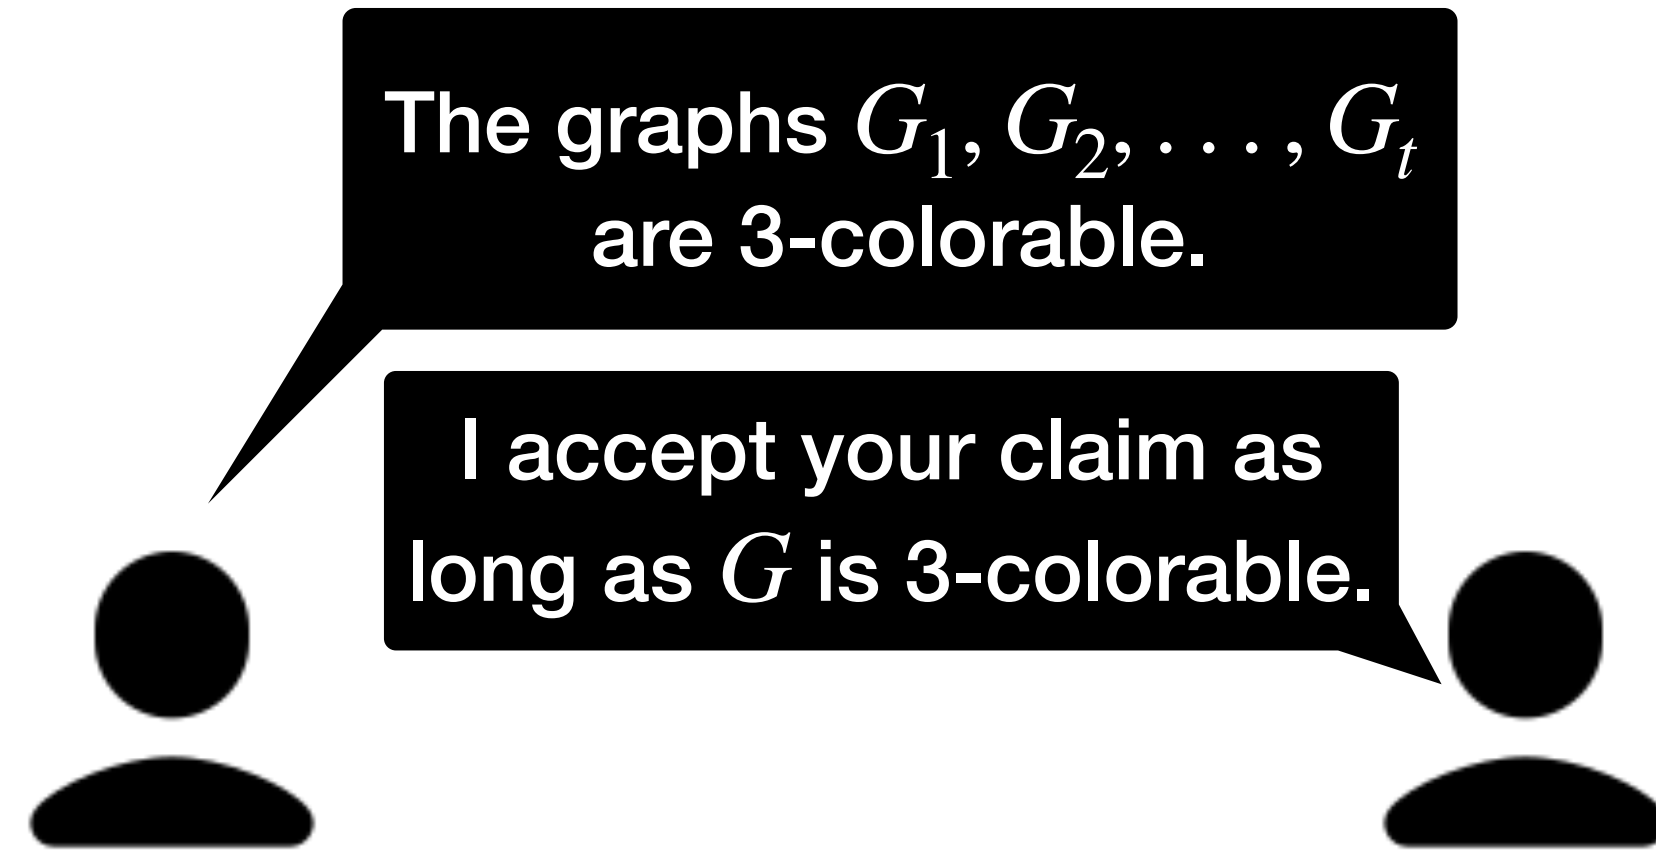 The graphs G₁, G₂, . . . , Gₜ
are 3-colorable.
I accept your claim as
long as G is 3-colorable.